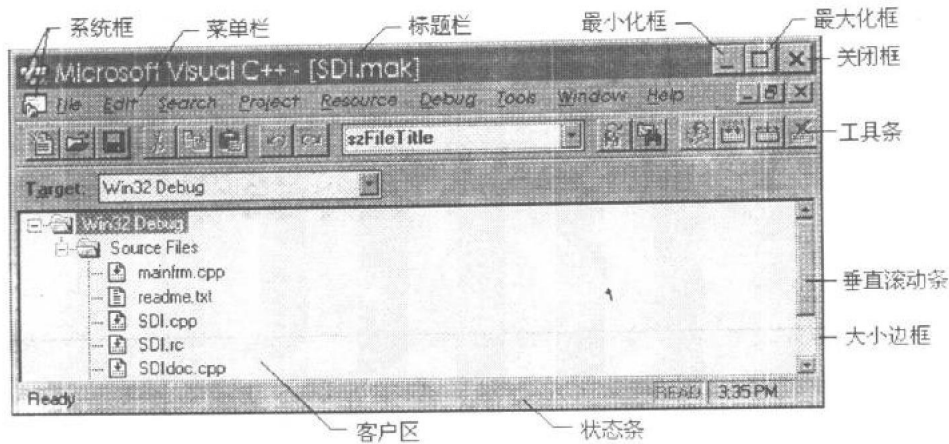 系统框
菜单栏
标题栏
最小化框
最大化框
关闭框
Microsoft Visual C++ - [SDI.mak]
File Edit Search Project Resource Debug Tools Window Help
szFileTitle
工具条
Target: Win32 Debug
Win32 Debug
Source Files
mainfrm.cpp
readme.txt
垂直滚动条
SDI.cpp
SDI.rc
大小边框
SDIdoc.cpp
Ready
READ 3:35 PM
客户区
状态条